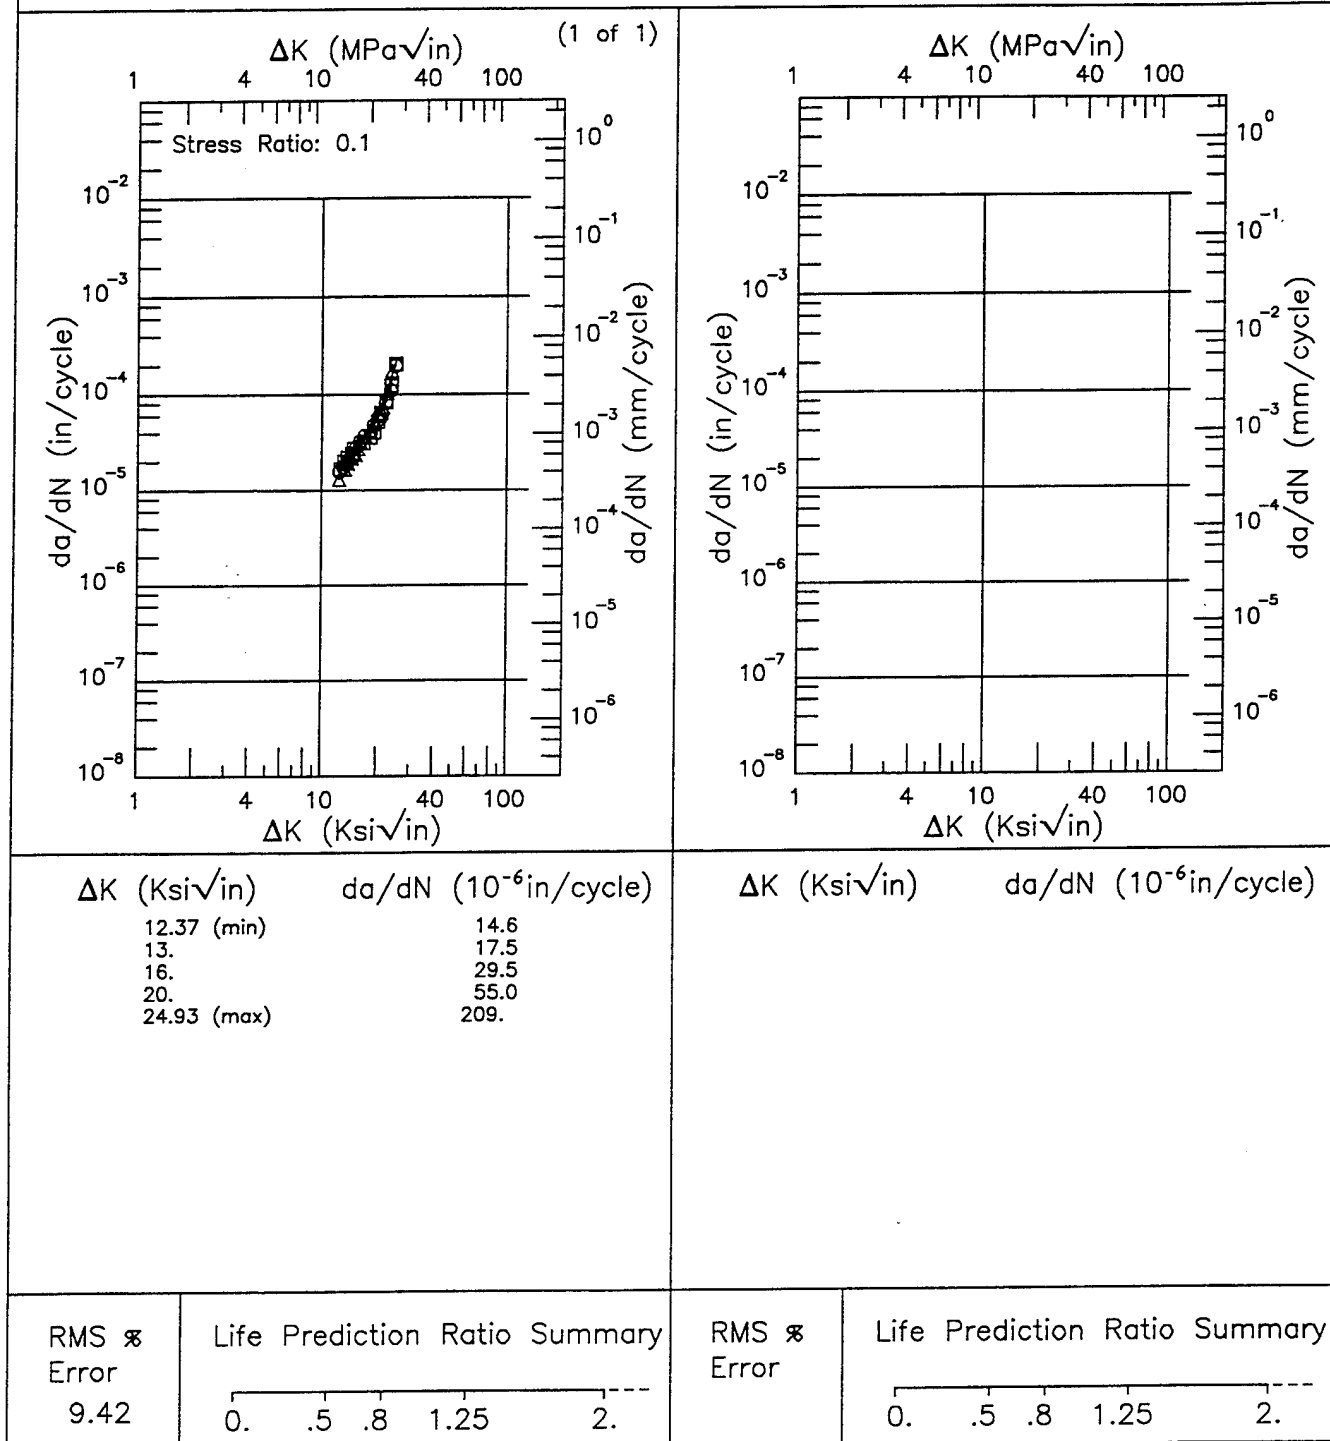 (1 of 1)
ΔK (MPa√in)
1 4 10 40 100
Stress Ratio: 0.1
10⁻²
10⁻³
10⁻⁴
10⁻⁵
10⁻⁶
10⁻⁷
10⁻⁸
da/dN (in/cycle)
10⁰
10⁻¹
10⁻²
10⁻³
10⁻⁴
10⁻⁵
10⁻⁶
da/dN (mm/cycle)
1 4 10 40 100
ΔK (Ksi√in)
ΔK (MPa√in)
1 4 10 40 100
10⁻²
10⁻³
10⁻⁴
10⁻⁵
10⁻⁶
10⁻⁷
10⁻⁸
da/dN (in/cycle)
10⁰
10⁻¹
10⁻²
10⁻³
10⁻⁴
10⁻⁵
10⁻⁶
da/dN (mm/cycle)
1 4 10 40 100
ΔK (Ksi√in)
ΔK (Ksi√in) da/dN (10⁻⁶in/cycle)
12.37 (min) 14.6
13. 17.5
16. 29.5
20. 55.0
24.93 (max) 209.
ΔK (Ksi√in) da/dN (10⁻⁶in/cycle)
RMS %
Error
9.42
Life Prediction Ratio Summary
0. .5 .8 1.25 2.
RMS %
Error
Life Prediction Ratio Summary
0. .5 .8 1.25 2.